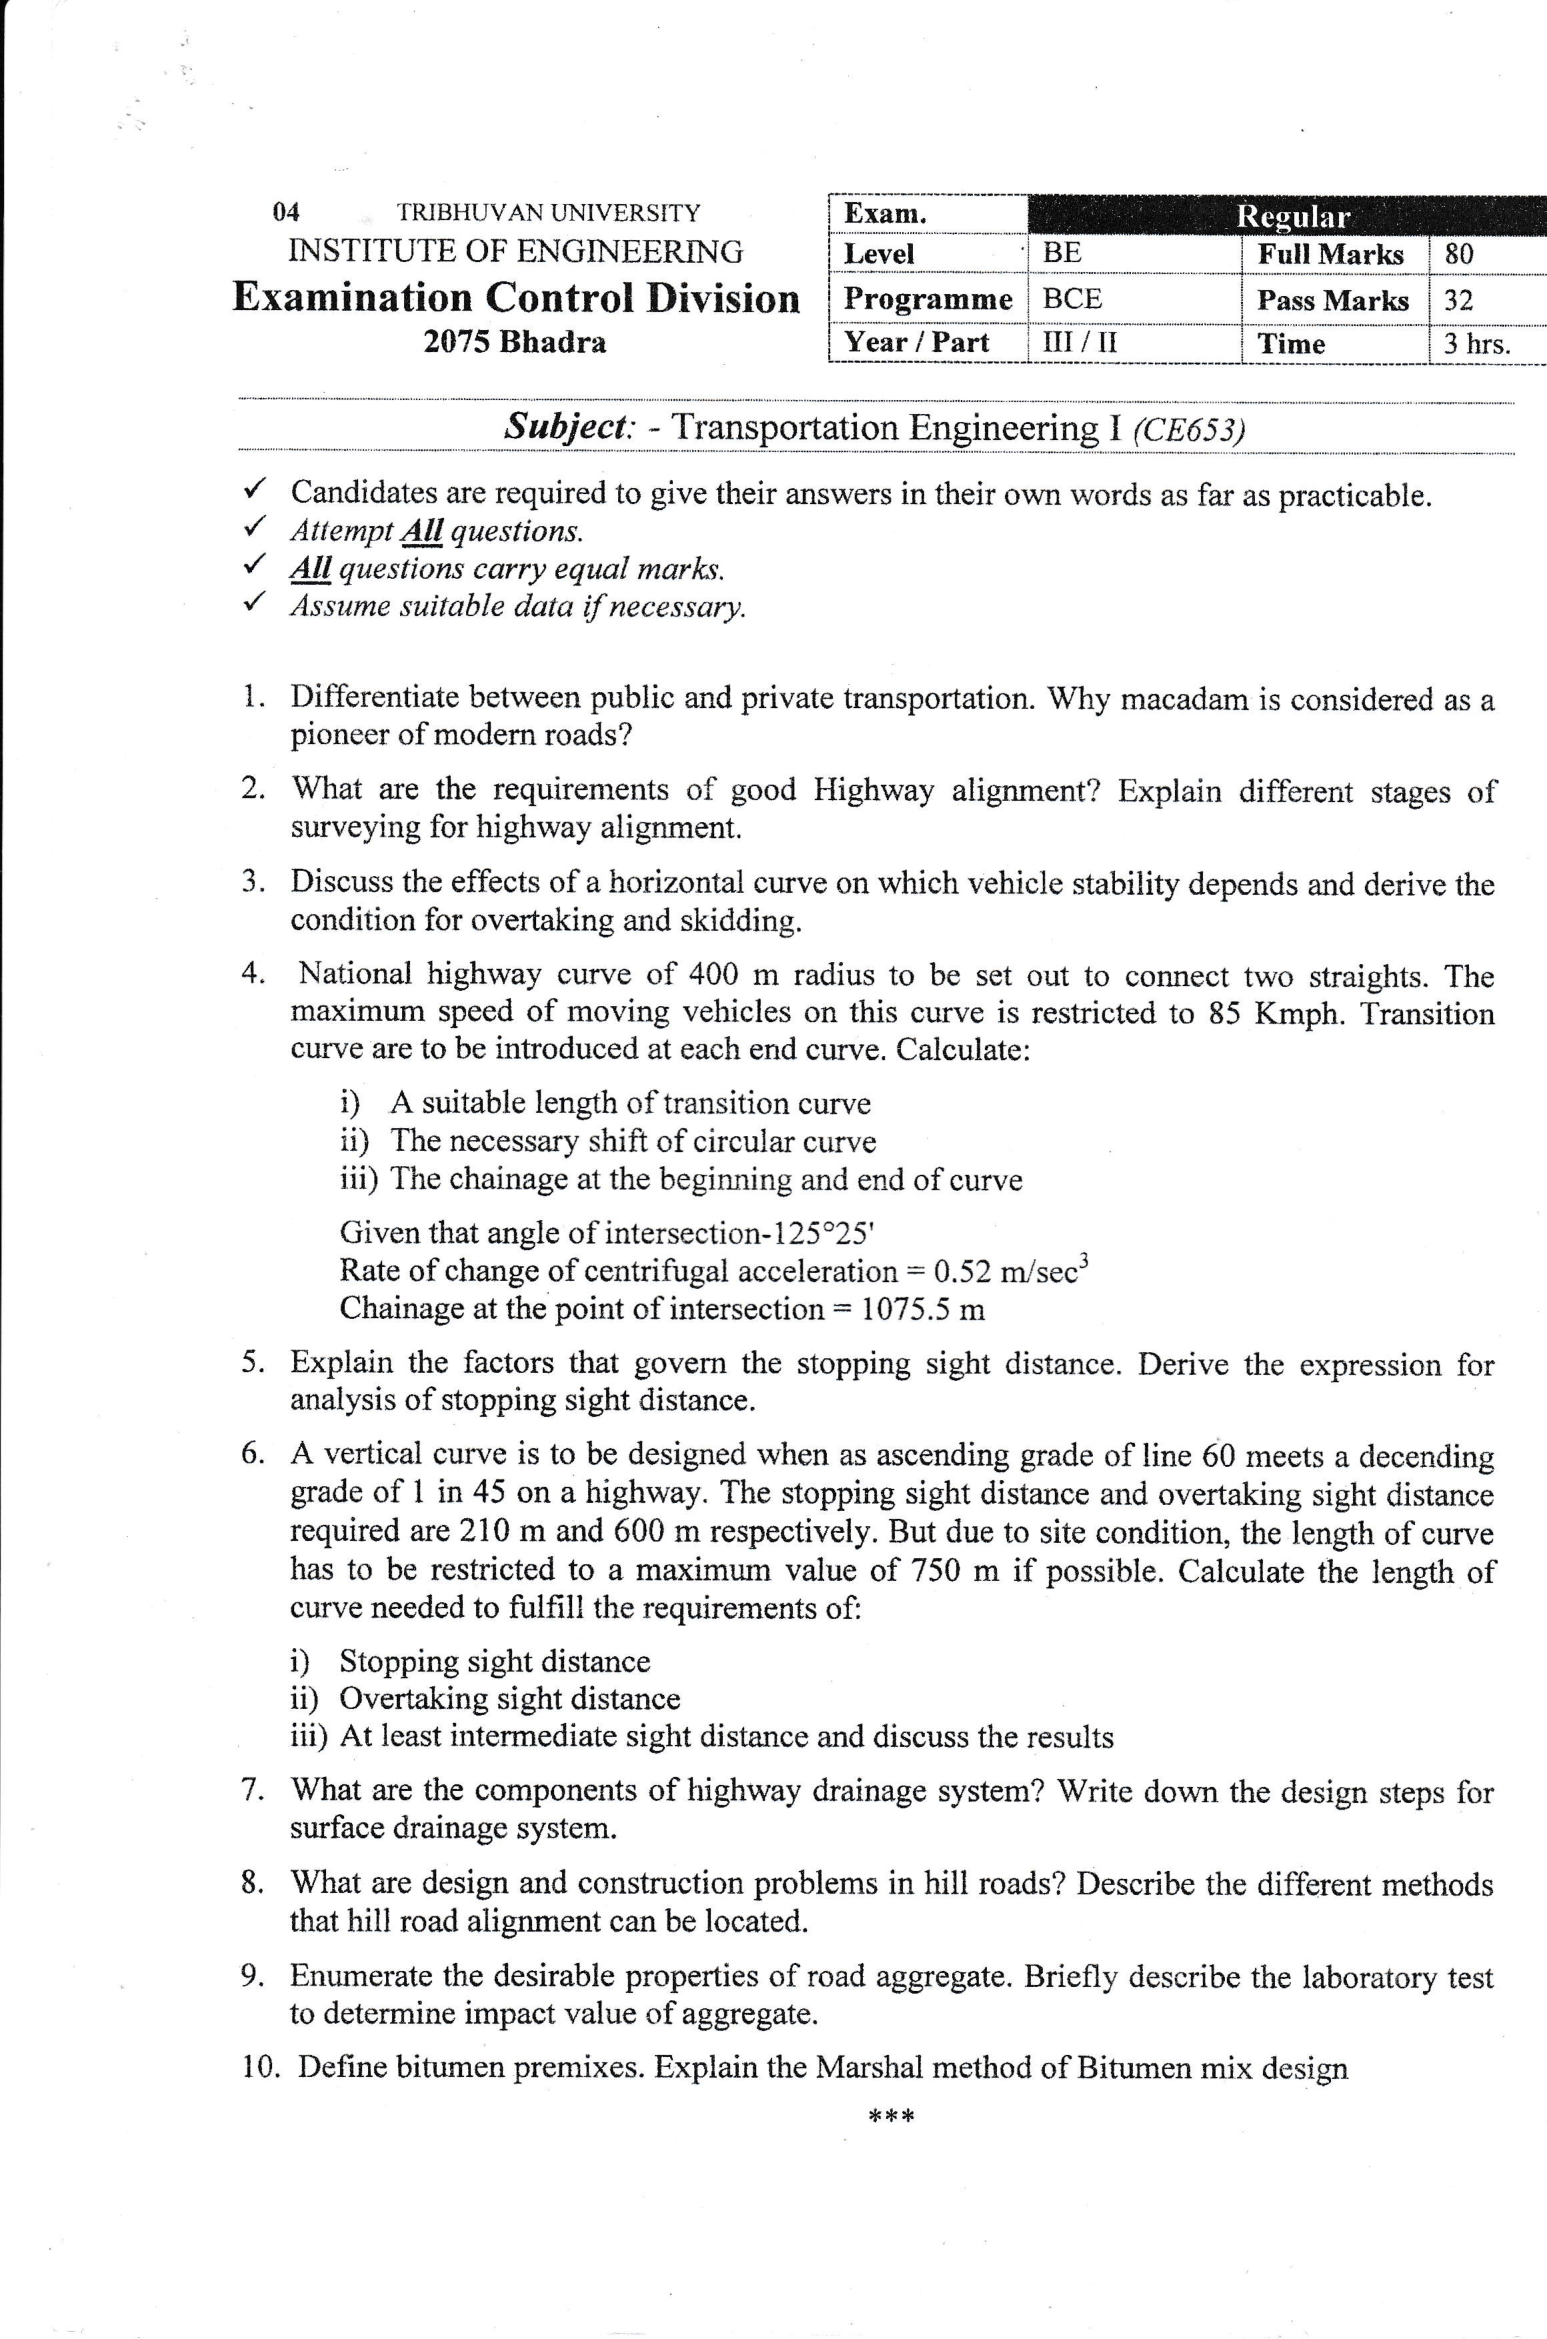 04 TRIBHUVAN UNIVERSITY
INSTITUTE OF ENGINEERING
Examination Control Division
2075 Bhadra
Exam. Regular
Level BE Full Marks 80
Programme BCE Pass Marks 32
Year / Part III / II Time 3 hrs.
Subject: - Transportation Engineering I (CE653)
✓ Candidates are required to give their answers in their own words as far as practicable.
✓ Attempt All questions.
✓ All questions carry equal marks.
✓ Assume suitable data if necessary.
1. Differentiate between public and private transportation. Why macadam is considered as a
pioneer of modern roads?
2. What are the requirements of good Highway alignment? Explain different stages of
surveying for highway alignment.
3. Discuss the effects of a horizontal curve on which vehicle stability depends and derive the
condition for overtaking and skidding.
4. National highway curve of 400 m radius to be set out to connect two straights. The
maximum speed of moving vehicles on this curve is restricted to 85 Kmph. Transition
curve are to be introduced at each end curve. Calculate:
i) A suitable length of transition curve
ii) The necessary shift of circular curve
iii) The chainage at the beginning and end of curve
Given that angle of intersection-125°25'
Rate of change of centrifugal acceleration = 0.52 m/sec³
Chainage at the point of intersection = 1075.5 m
5. Explain the factors that govern the stopping sight distance. Derive the expression for
analysis of stopping sight distance.
6. A vertical curve is to be designed when as ascending grade of line 60 meets a decending
grade of 1 in 45 on a highway. The stopping sight distance and overtaking sight distance
required are 210 m and 600 m respectively. But due to site condition, the length of curve
has to be restricted to a maximum value of 750 m if possible. Calculate the length of
curve needed to fulfill the requirements of:
i) Stopping sight distance
ii) Overtaking sight distance
iii) At least intermediate sight distance and discuss the results
7. What are the components of highway drainage system? Write down the design steps for
surface drainage system.
8. What are design and construction problems in hill roads? Describe the different methods
that hill road alignment can be located.
9. Enumerate the desirable properties of road aggregate. Briefly describe the laboratory test
to determine impact value of aggregate.
10. Define bitumen premixes. Explain the Marshal method of Bitumen mix design
***